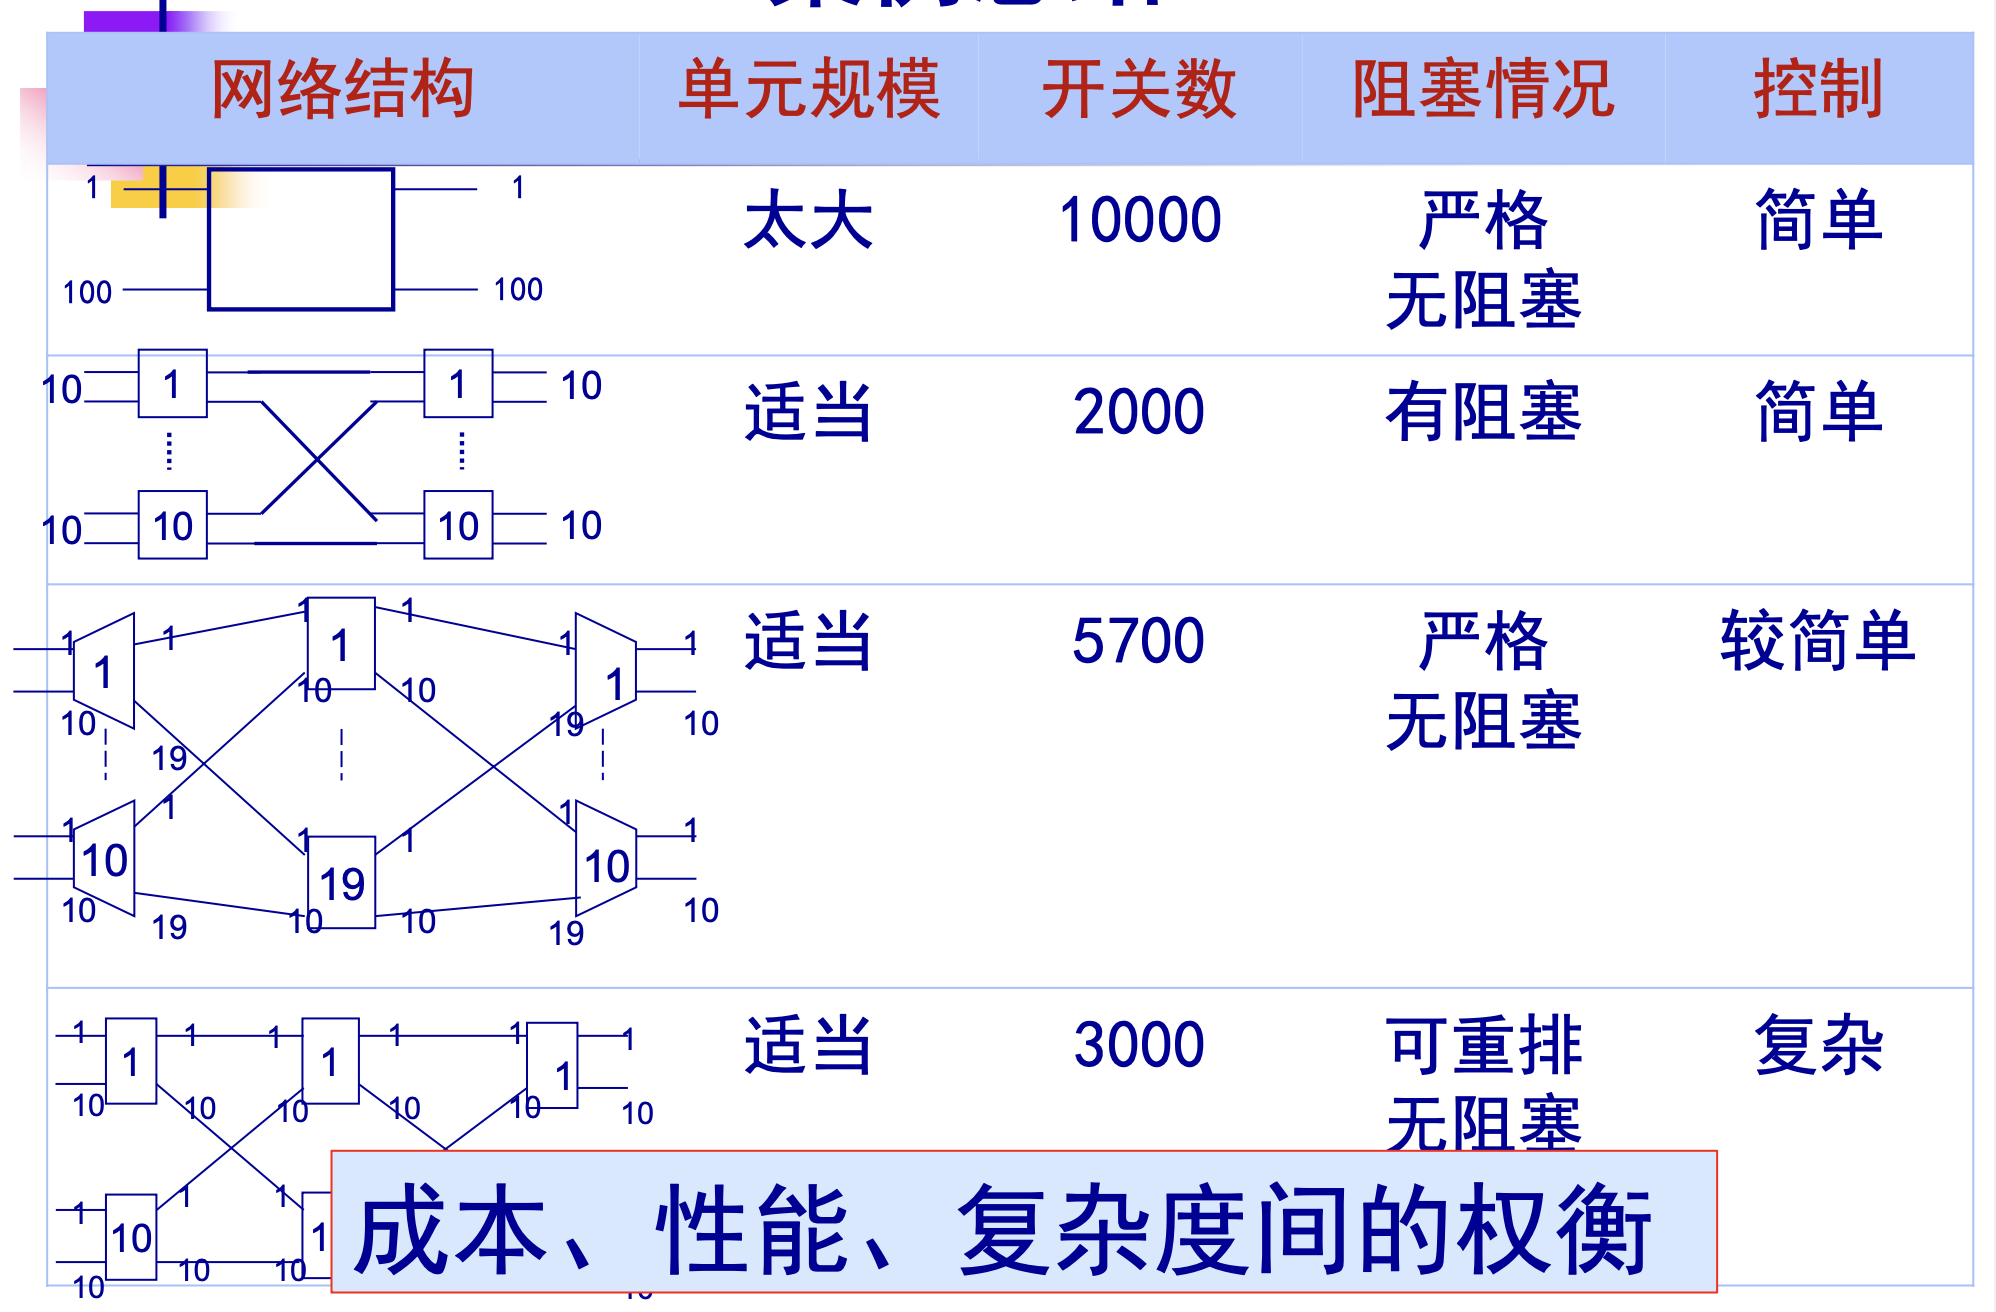 网络结构 单元规模 开关数 阻塞情况 控制
1 1 太大 10000 严格 简单
100 100 无阻塞
10 1 1 10 适当 2000 有阻塞 简单
10 10 10 10
1 1 1 1 1 1 适当 5700 严格 较简单
1 1 1
10 10 10 19 10 无阻塞
19
1 1 1 1 1 1
10 19 10
10 19 10 10 19 10
1 1 1 1 1 1 适当 3000 可重排 复杂
1 1 1
10 10 10 10 10 10 无阻塞
1 1 1
10 1
10 10 10
成本、性能、复杂度间的权衡